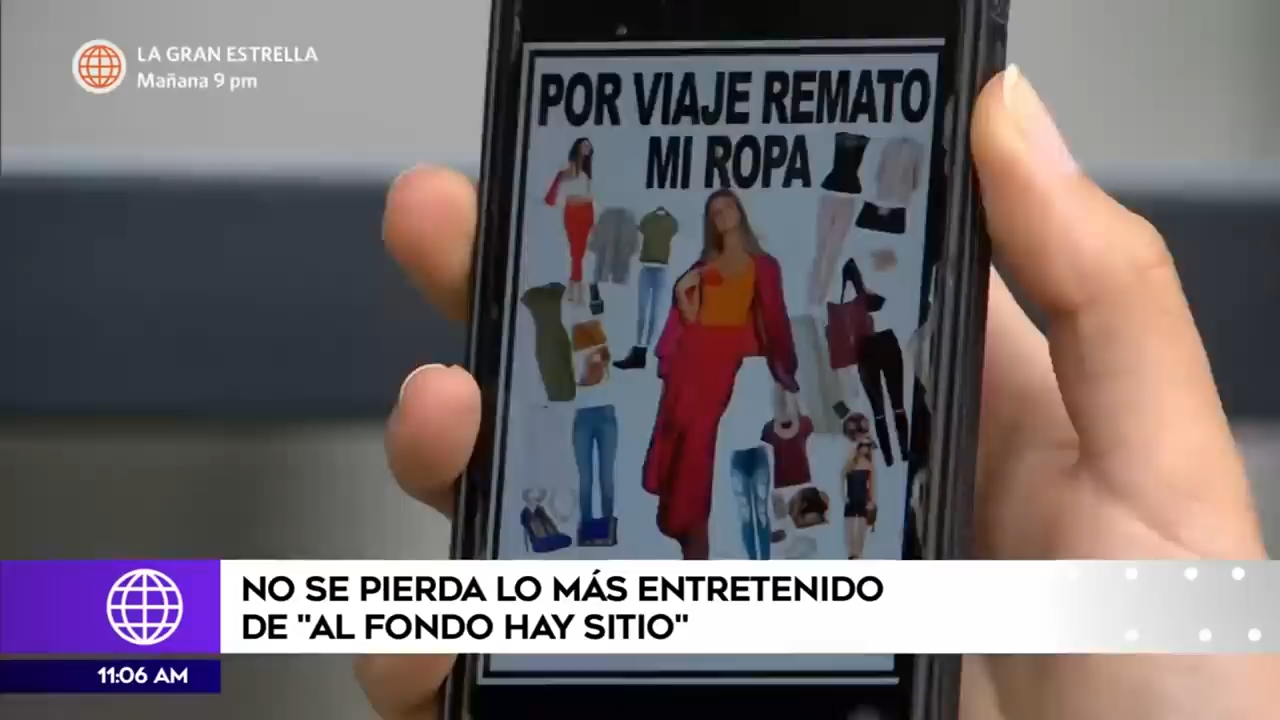 LA GRAN ESTRELLA
Mañana 9 pm
POR VIAJE REMATO
MI ROPA
NO SE PIERDA LO MÁS ENTRETENIDO
DE "AL FONDO HAY SITIO"
11:06 AM